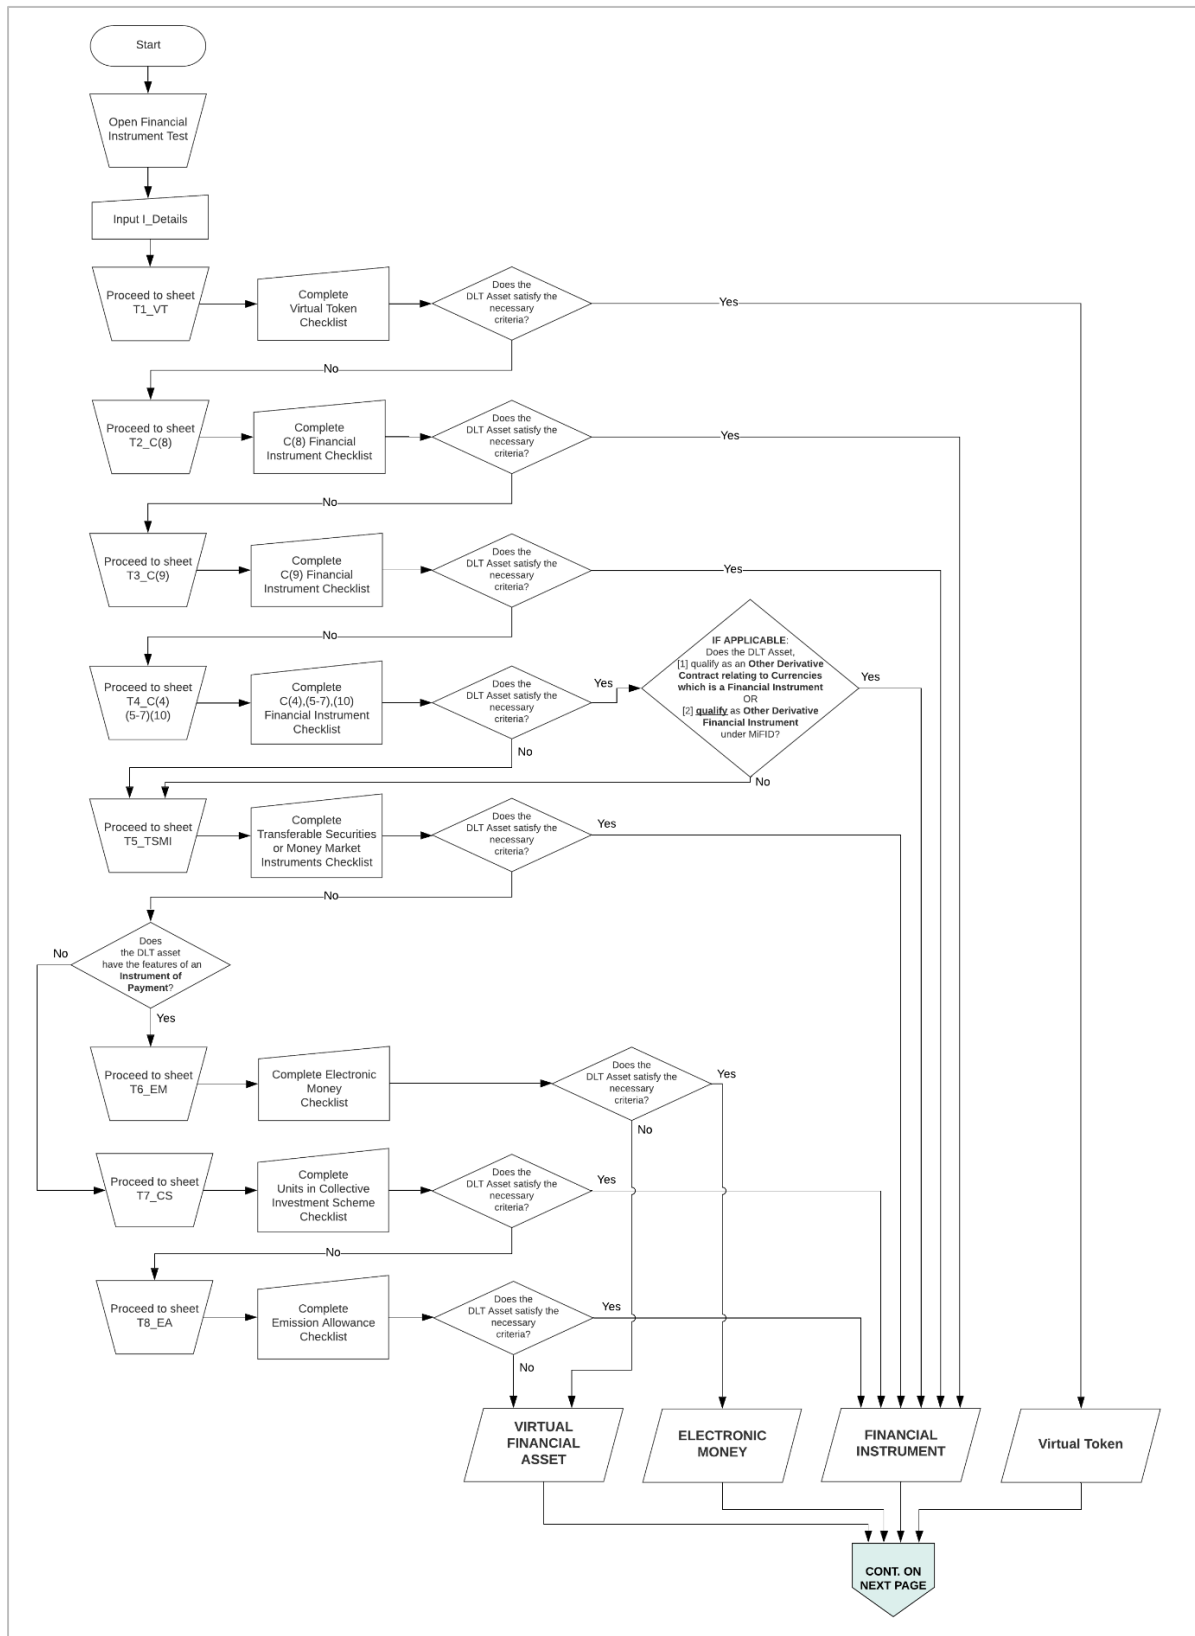 Start
Open Financial
Instrument Test
Input I_Details
Proceed to sheet
T1_VT
Complete
Virtual Token
Checklist
Does the
DLT Asset satisfy the
necessary
criteria?
Yes
No
Proceed to sheet
T2_C(8)
Complete
C(8) Financial
Instrument Checklist
Does the
DLT Asset satisfy the
necessary
criteria?
Yes
No
Proceed to sheet
T3_C(9)
Complete
C(9) Financial
Instrument Checklist
Does the
DLT Asset satisfy the
necessary
criteria?
Yes
No
Proceed to sheet
T4_C(4)
(5-7)(10)
Complete
C(4),(5-7),(10)
Financial Instrument
Checklist
Does the
DLT Asset satisfy the
necessary
criteria?
Yes
No
IF APPLICABLE:
Does the DLT Asset,
[1] qualify as an Other Derivative
Contract relating to Currencies
which is a Financial Instrument
OR
[2] qualify as Other Derivative
Financial Instrument
under MiFID?
Yes
No
Proceed to sheet
T5_TSMI
Complete
Transferable Securities
or Money Market
Instruments Checklist
Does the
DLT Asset satisfy the
necessary
criteria?
Yes
No
Does
the DLT asset
have the features of an
Instrument of
Payment?
No
Yes
Proceed to sheet
T6_EM
Complete Electronic
Money
Checklist
Does the
DLT Asset satisfy the
necessary
criteria?
Yes
No
Proceed to sheet
T7_CS
Complete
Units in Collective
Investment Scheme
Checklist
Does the
DLT Asset satisfy the
necessary
criteria?
Yes
No
Proceed to sheet
T8_EA
Complete
Emission Allowance
Checklist
Does the
DLT Asset satisfy the
necessary
criteria?
Yes
No
VIRTUAL
FINANCIAL
ASSET
ELECTRONIC
MONEY
FINANCIAL
INSTRUMENT
Virtual Token
CONT. ON
NEXT PAGE